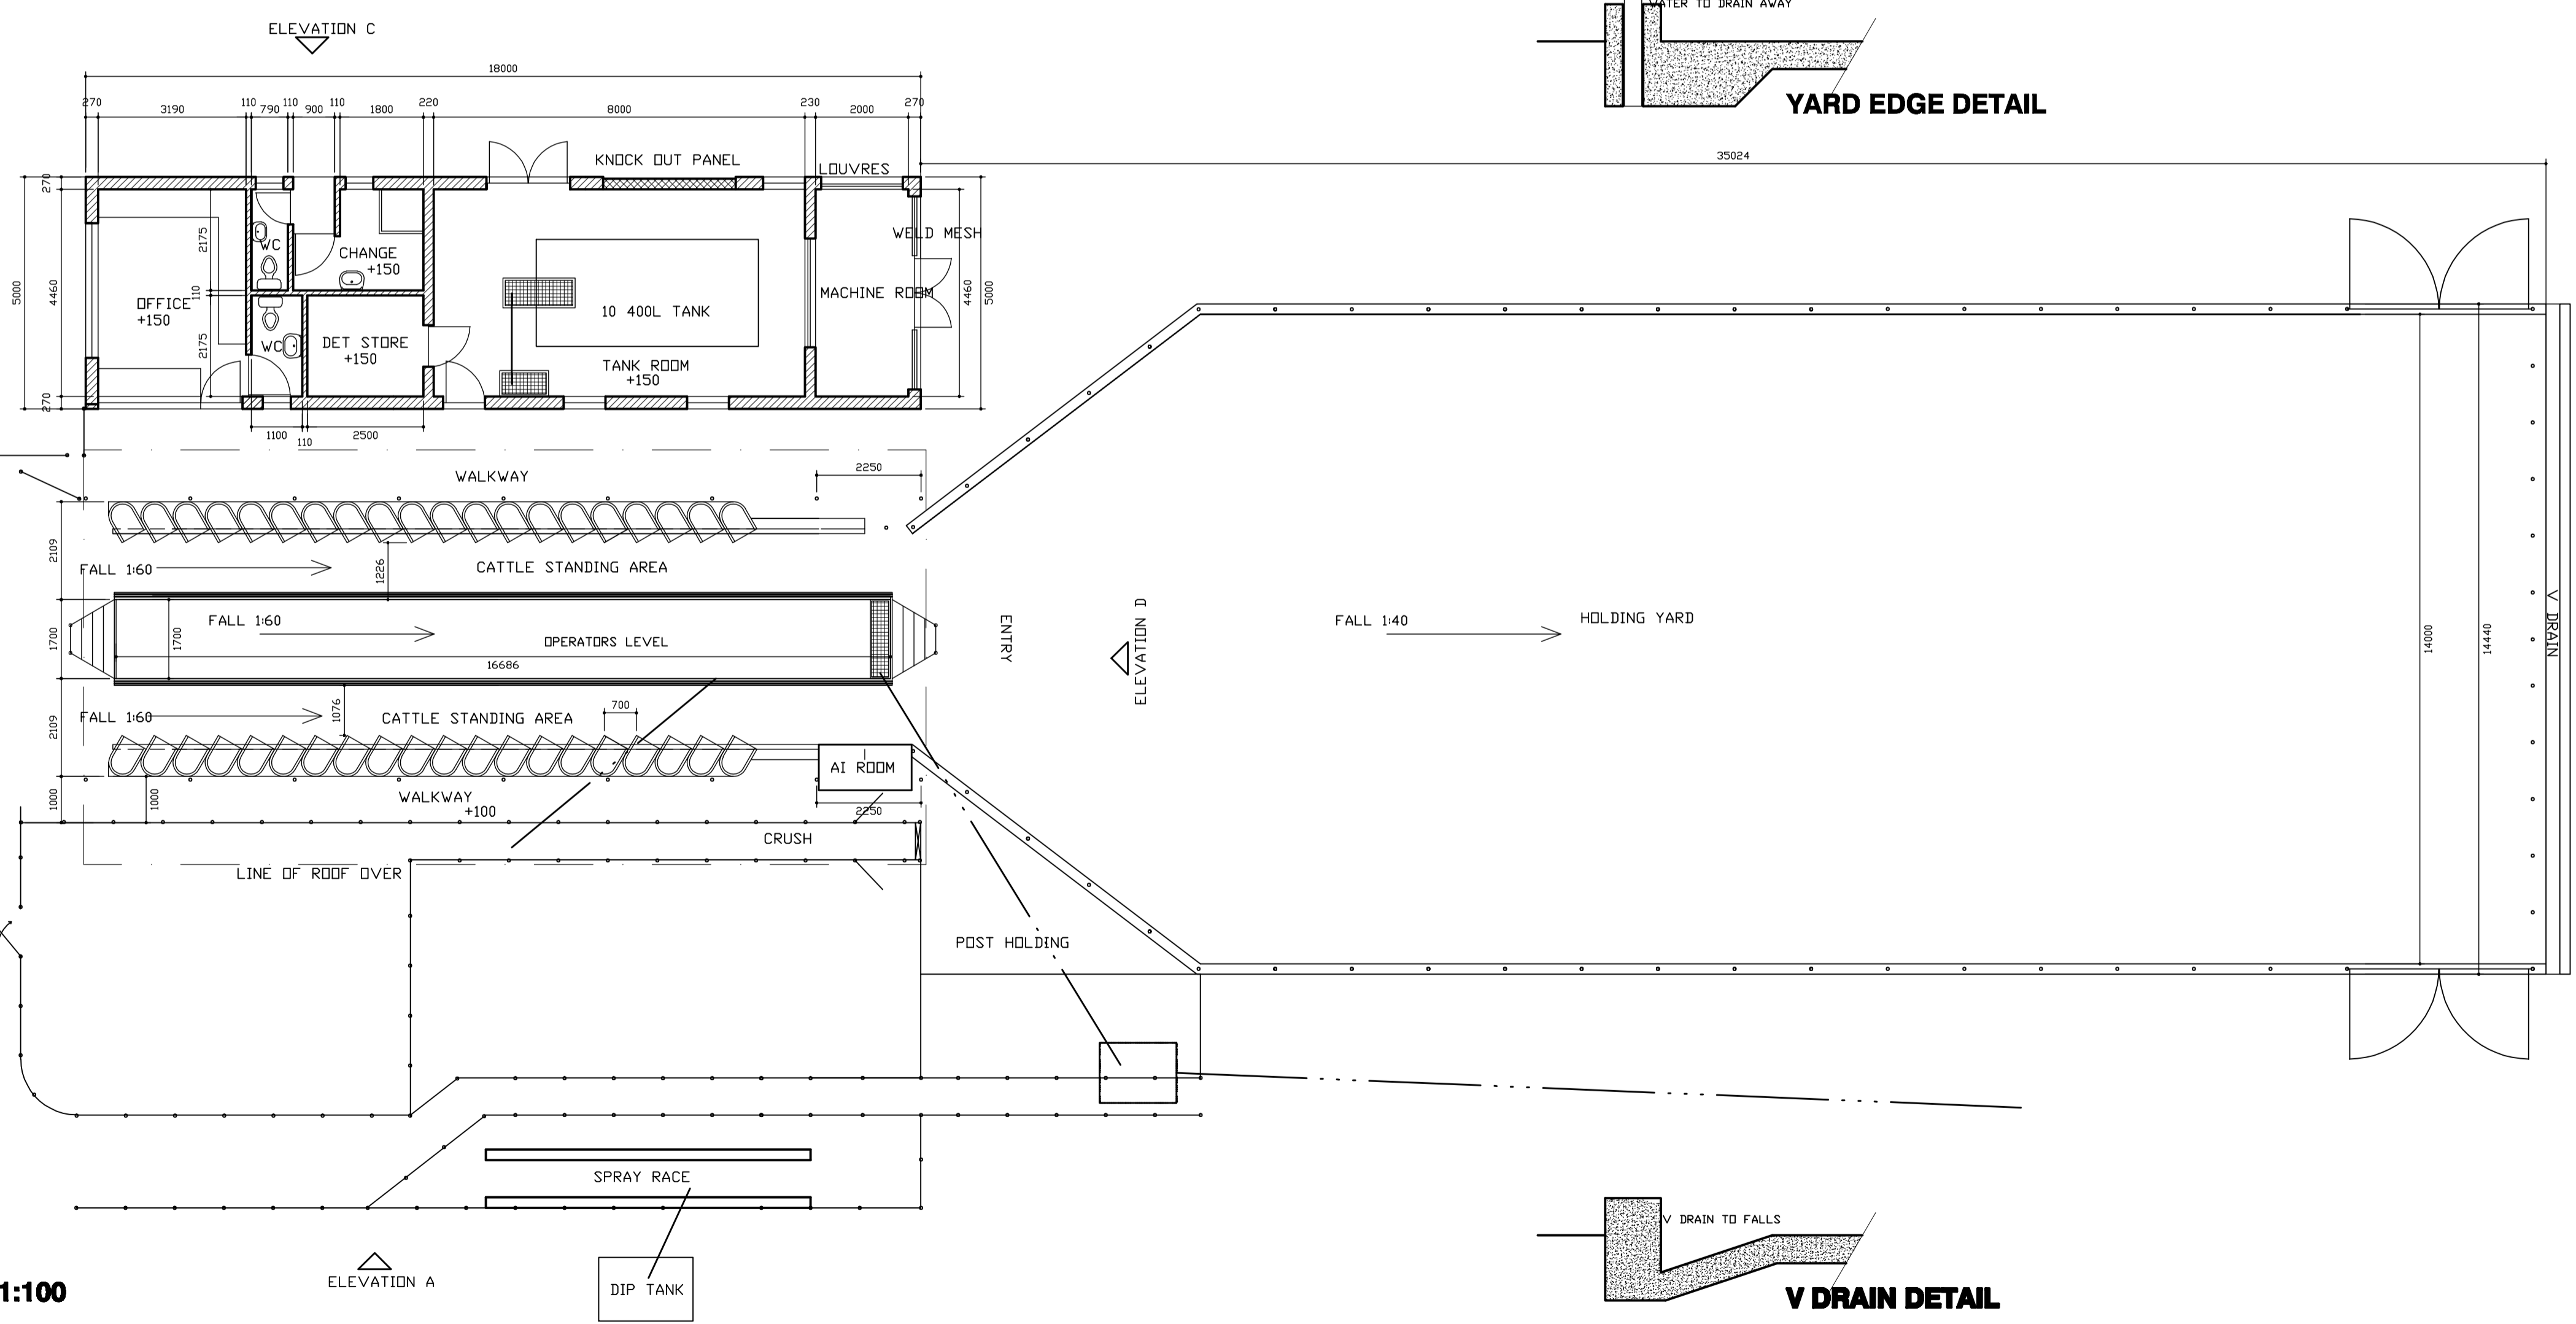 WATER TO DRAIN AWAY
ELEVATION C
18000
270
3190
110
790
110
900
110
1800
220
8000
230
2000
270
YARD EDGE DETAIL
35024
KNOCK OUT PANEL
LOUVRES
270
5000
4460
270
2175
110
2175
WC
CHANGE
+150
OFFICE
+150
WC
DET STORE
+150
10 400L TANK
TANK ROOM
+150
WELD MESH
MACHINE ROOM
4460
5000
1100
110
2500
WALKWAY
2250
2109
FALL 1:60
1226
CATTLE STANDING AREA
1700
1700
FALL 1:60
OPERATORS LEVEL
16686
ENTRY
ELEVATION D
FALL 1:40
HOLDING YARD
14000
14440
V DRAIN
2109
FALL 1:60
1076
CATTLE STANDING AREA
700
AI ROOM
1000
1000
WALKWAY
+100
2250
CRUSH
LINE OF ROOF OVER
POST HOLDING
SPRAY RACE
V DRAIN TO FALLS
ELEVATION A
DIP TANK
1:100
V DRAIN DETAIL